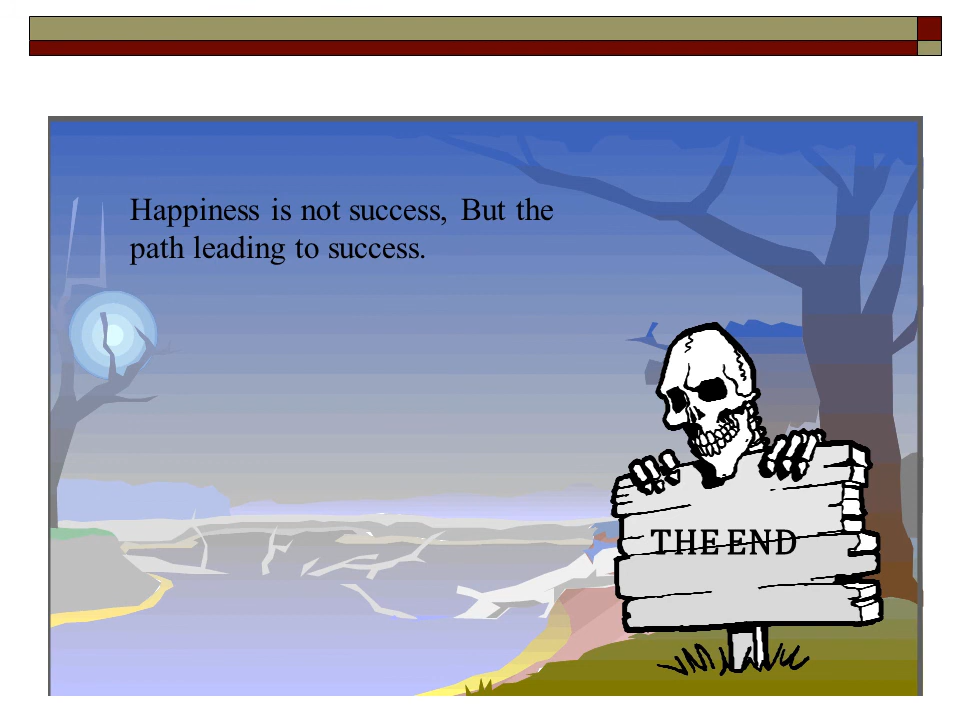 Happiness is not success, But the
path leading to success.
THE END